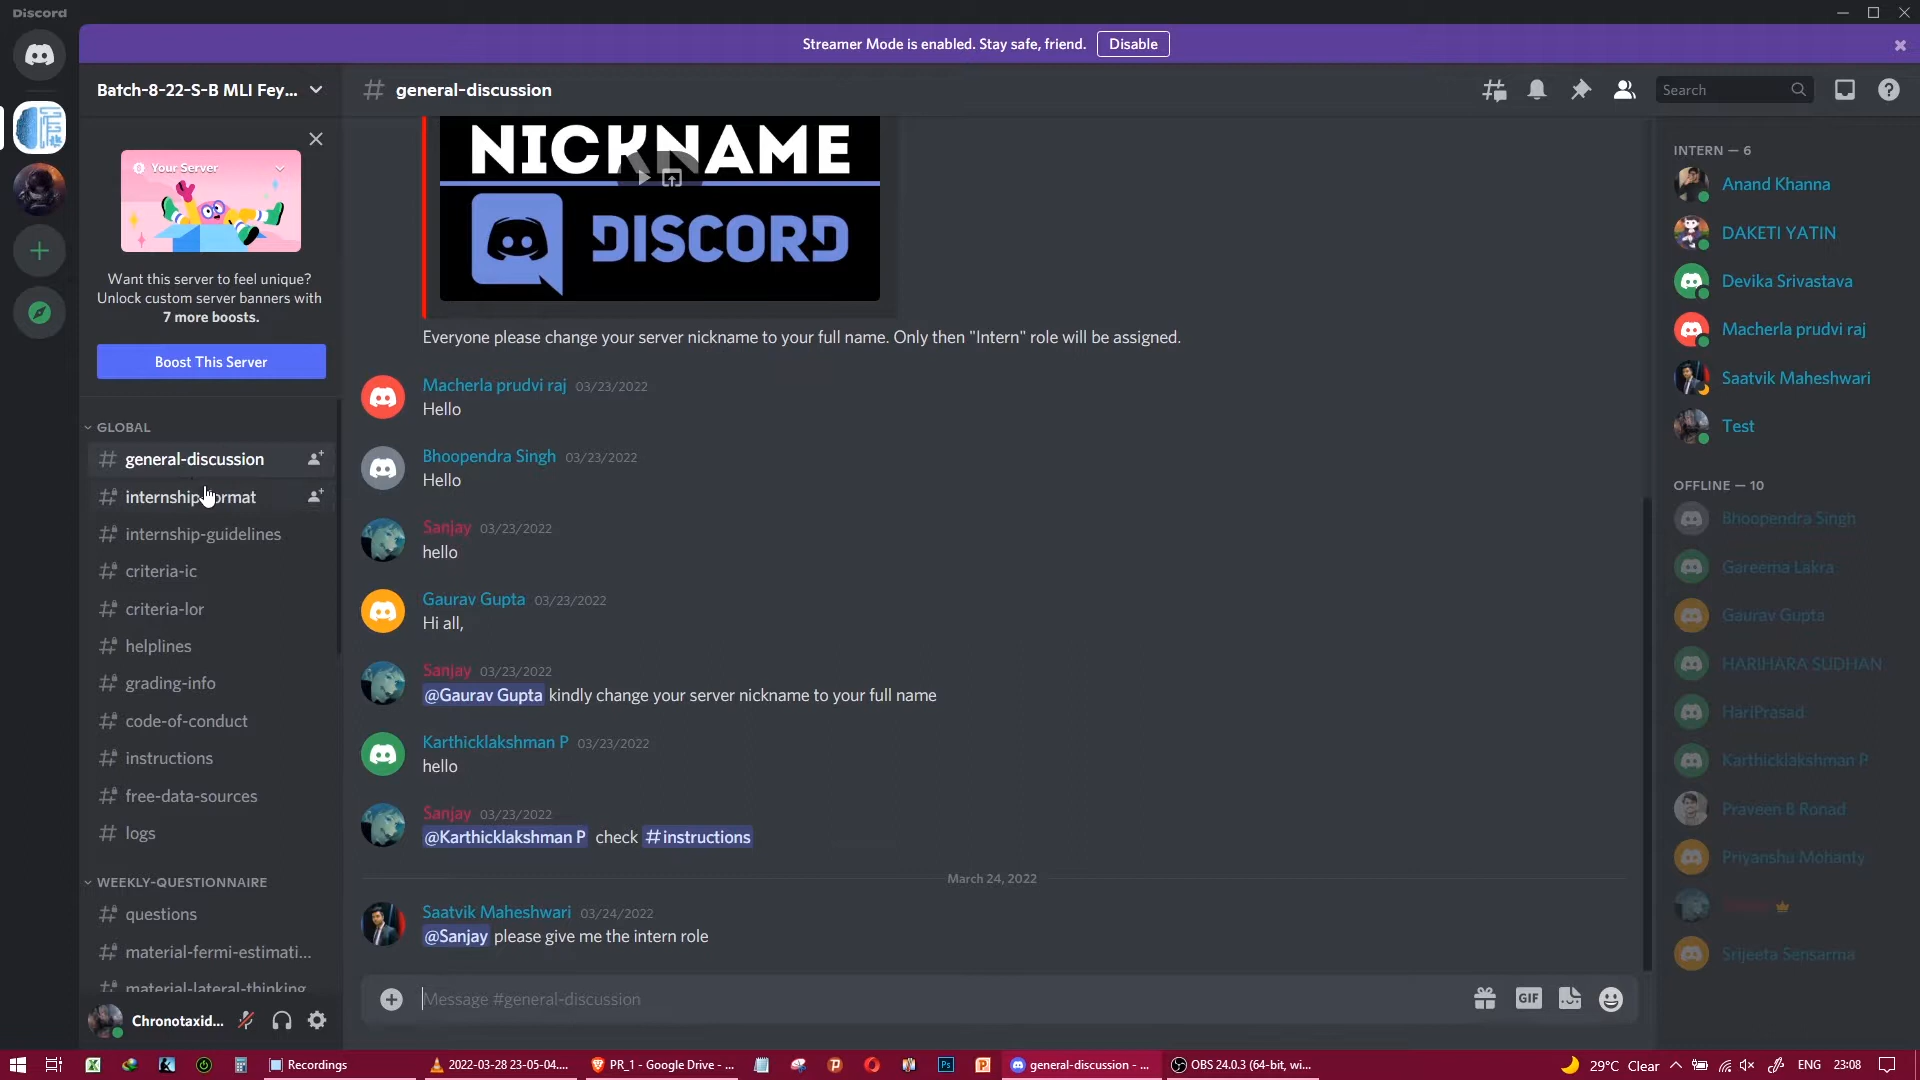 Discord
Streamer Mode is enabled. Stay safe, friend. Disable
Batch-8-22-S-B MLI Fey...
general-discussion
Search
Your Server
Want this server to feel unique?
Unlock custom server banners with
7 more boosts.
Boost This Server
GLOBAL
general-discussion
internship-format
internship-guidelines
criteria-ic
criteria-lor
helplines
grading-info
code-of-conduct
instructions
free-data-sources
logs
WEEKLY-QUESTIONNAIRE
questions
material-fermi-estimati...
material-lateral-thinking
Chronotaxid...
NICKNAME
DISCORD
Everyone please change your server nickname to your full name. Only then "Intern" role will be assigned.
Macherla prudvi raj 03/23/2022
Hello
Bhoopendra Singh 03/23/2022
Hello
Sanjay 03/23/2022
hello
Gaurav Gupta 03/23/2022
Hi all,
Sanjay 03/23/2022
@Gaurav Gupta kindly change your server nickname to your full name
Karthicklakshman P 03/23/2022
hello
Sanjay 03/23/2022
@Karthicklakshman P check #instructions
March 24, 2022
Saatvik Maheshwari 03/24/2022
@Sanjay please give me the intern role
Message #general-discussion
GIF
INTERN — 6
Anand Khanna
DAKETI YATIN
Devika Srivastava
Macherla prudvi raj
Saatvik Maheshwari
Test
OFFLINE — 10
Bhoopendra Singh
Gareema Lakra
Gaurav Gupta
HARIHARA SUDHAN
HariPrasad
Karthicklakshman P
Praveen B Ronad
Priyanshu Mohanty
Srijeeta Sensarma
Recordings
2022-03-28 23-05-04....
PR_1 - Google Drive - ...
Ps
general-discussion - ...
OBS 24.0.3 (64-bit, wi...
29°C Clear
ENG
23:08